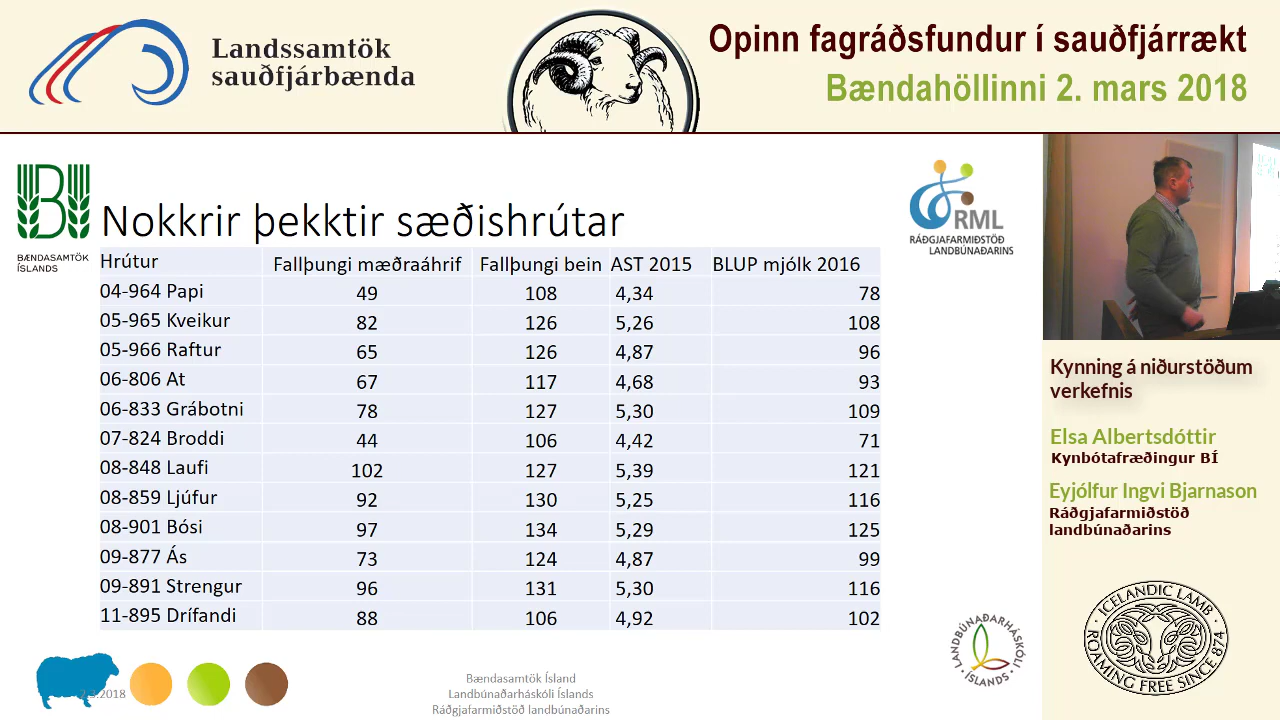 Landssamtök
sauðfjárbænda
Opinn fagráðsfundur í sauðfjárrækt
Bændahöllinni 2. mars 2018
BÆNDASAMTÖK
ÍSLANDS
Nokkrir þekktir sæðishrútar
RML
RÁÐGJAFARMIÐSTÖÐ
LANDBÚNAÐARINS
Hrútur Fallþungi mæðraáhrif Fallþungi bein AST 2015 BLUP mjólk 2016
04-964 Papi 49 108 4,34 78
05-965 Kveikur 82 126 5,26 108
05-966 Raftur 65 126 4,87 96
06-806 At 67 117 4,68 93
06-833 Grábotni 78 127 5,30 109
07-824 Broddi 44 106 4,42 71
08-848 Laufi 102 127 5,39 121
08-859 Ljúfur 92 130 5,25 116
08-901 Bósi 97 134 5,29 125
09-877 Ás 73 124 4,87 99
09-891 Strengur 96 131 5,30 116
11-895 Drífandi 88 106 4,92 102
Kynning á niðurstöðum
verkefnis
Elsa Albertsdóttir
Kynbótafræðingur BÍ
Eyjólfur Ingvi Bjarnason
Ráðgjafarmiðstöð
landbúnaðarins
LANDBÚNAÐARHÁSKÓLI
ÍSLANDS
ICELANDIC LAMB
ROAMING FREE SINCE 874
2.3.2018
Bændasamtök Ísland
Landbúnaðarháskóli Íslands
Ráðgjafarmiðstöð landbúnaðarins